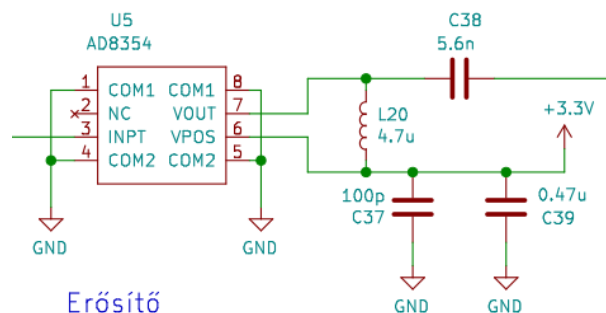 U5
AD8354
1 COM1 COM1 8
2 NC VOUT 7
3 INPT VPOS 6
4 COM2 COM2 5
GND
GND
C38
5.6n
L20
4.7u
+3.3V
100p
C37
0.47u
C39
GND
GND
Erősítő